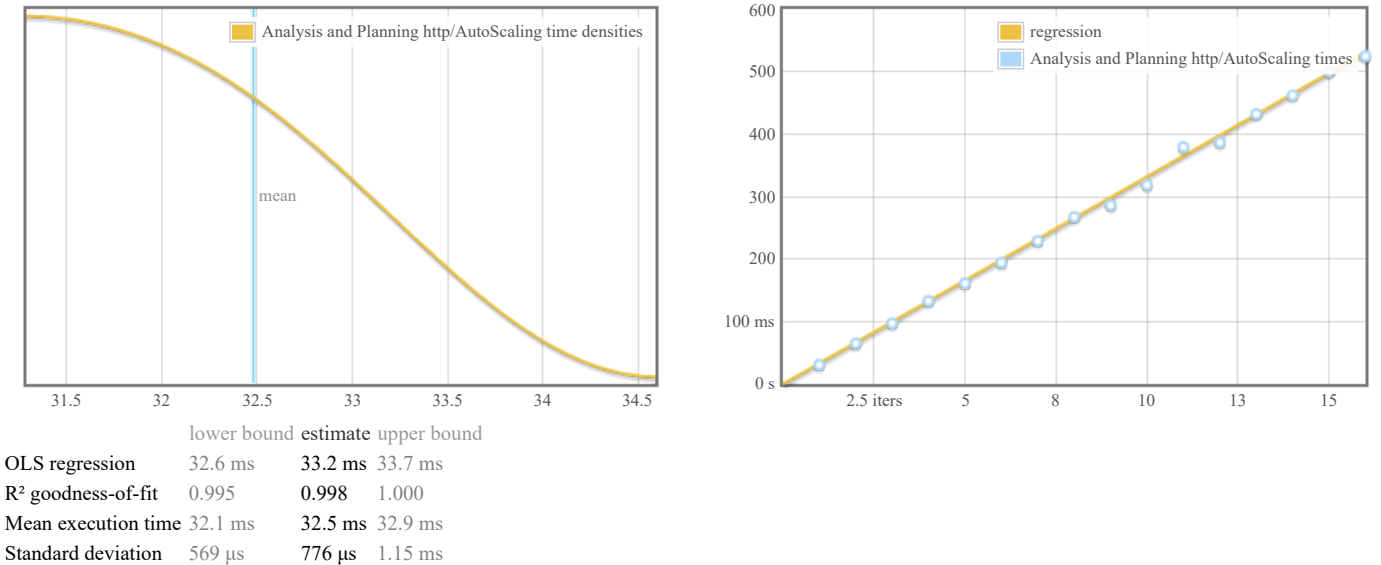 Analysis and Planning http/AutoScaling time densities
mean
31.5 32 32.5 33 33.5 34 34.5
600
500
400
300
200
100 ms
0 s
regression
Analysis and Planning http/AutoScaling times
2.5 iters 5 8 10 13 15
lower bound estimate upper bound
OLS regression 32.6 ms 33.2 ms 33.7 ms
R² goodness-of-fit 0.995 0.998 1.000
Mean execution time 32.1 ms 32.5 ms 32.9 ms
Standard deviation 569 µs 776 µs 1.15 ms